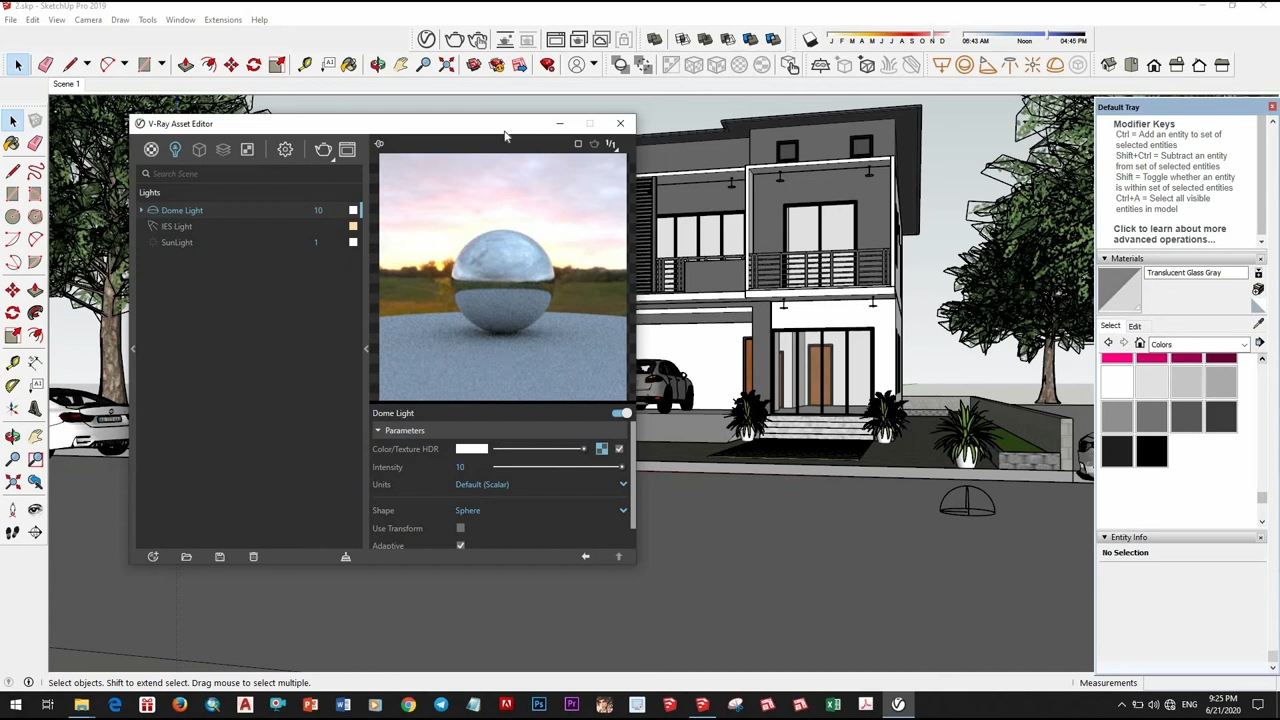 2.skp - SketchUp Pro 2019
File Edit View Camera Draw Tools Window Extensions Help
J F M A M J J A S O N D
06:43 AM Noon 04:45 PM
Scene 1
V-Ray Asset Editor
Search Scene
Lights
Dome Light 10
IES Light
SunLight 1
1/1
Dome Light
Parameters
Color/Texture HDR
Intensity 10
Units Default (Scalar)
Shape Sphere
Use Transform
Adaptive
Default Tray
Modifier Keys
Ctrl = Add an entity to set of
selected entities
Shift+Ctrl = Subtract an entity
from set of selected entities
Shift = Toggle whether an
entity is within set of selected
entities
Ctrl+A = Select all visible
entities in model
Click to learn about more
advanced operations...
Materials
Translucent Glass Gray
Select Edit
Colors
Entity Info
No Selection
Select objects. Shift to extend select. Drag mouse to select multiple.
Measurements
ENG
9:25 PM
6/21/2020